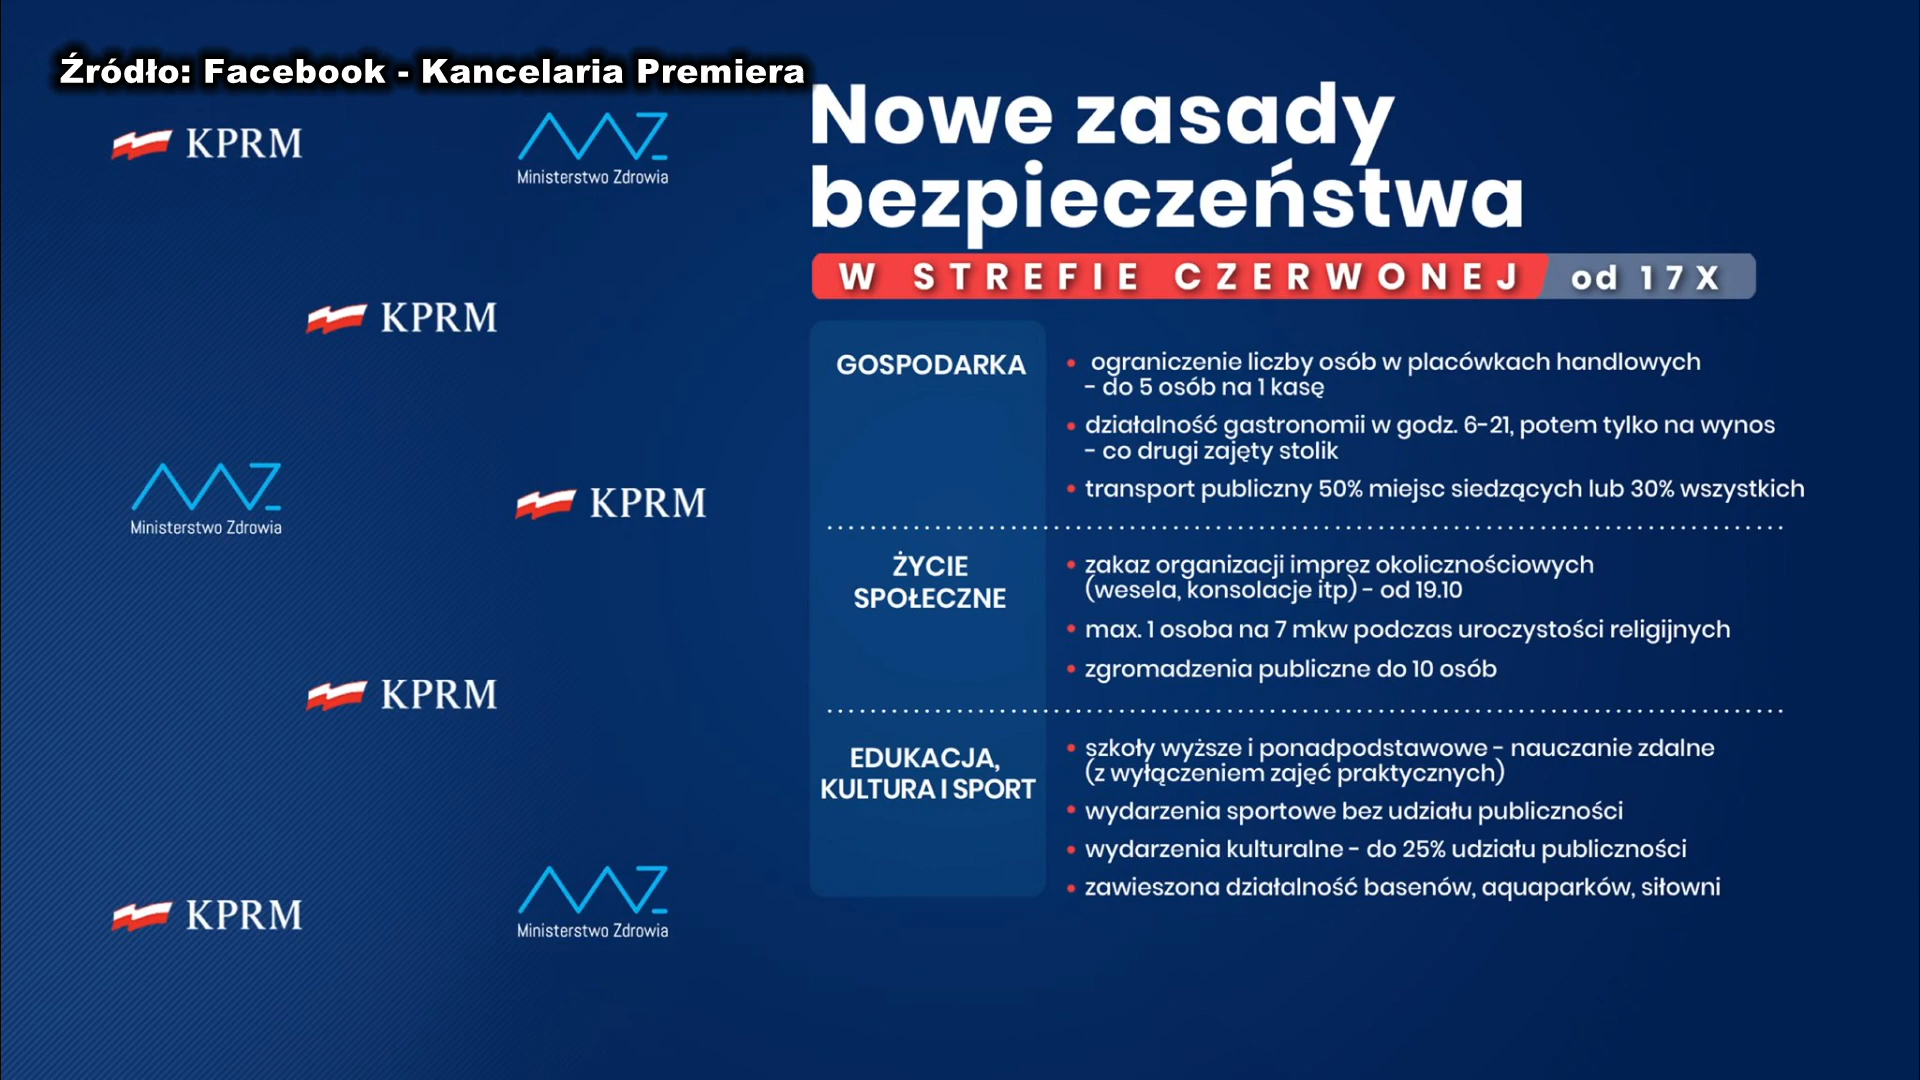 Źródło: Facebook - Kancelaria Premiera
KPRM
Ministerstwo Zdrowia
KPRM
Ministerstwo Zdrowia
KPRM
KPRM
KPRM
Ministerstwo Zdrowia
Nowe zasady
bezpieczeństwa
W STREFIE CZERWONEJ od 17 X
GOSPODARKA
• ograniczenie liczby osób w placówkach handlowych
- do 5 osób na 1 kasę
• działalność gastronomii w godz. 6-21, potem tylko na wynos
- co drugi zajęty stolik
• transport publiczny 50% miejsc siedzących lub 30% wszystkich
ŻYCIE
SPOŁECZNE
• zakaz organizacji imprez okolicznościowych
(wesela, konsolacje itp) - od 19.10
• max. 1 osoba na 7 mkw podczas uroczystości religijnych
• zgromadzenia publiczne do 10 osób
EDUKACJA,
KULTURA I SPORT
• szkoły wyższe i ponadpodstawowe - nauczanie zdalne
(z wyłączeniem zajęć praktycznych)
• wydarzenia sportowe bez udziału publiczności
• wydarzenia kulturalne - do 25% udziału publiczności
• zawieszona działalność basenów, aquaparków, siłowni